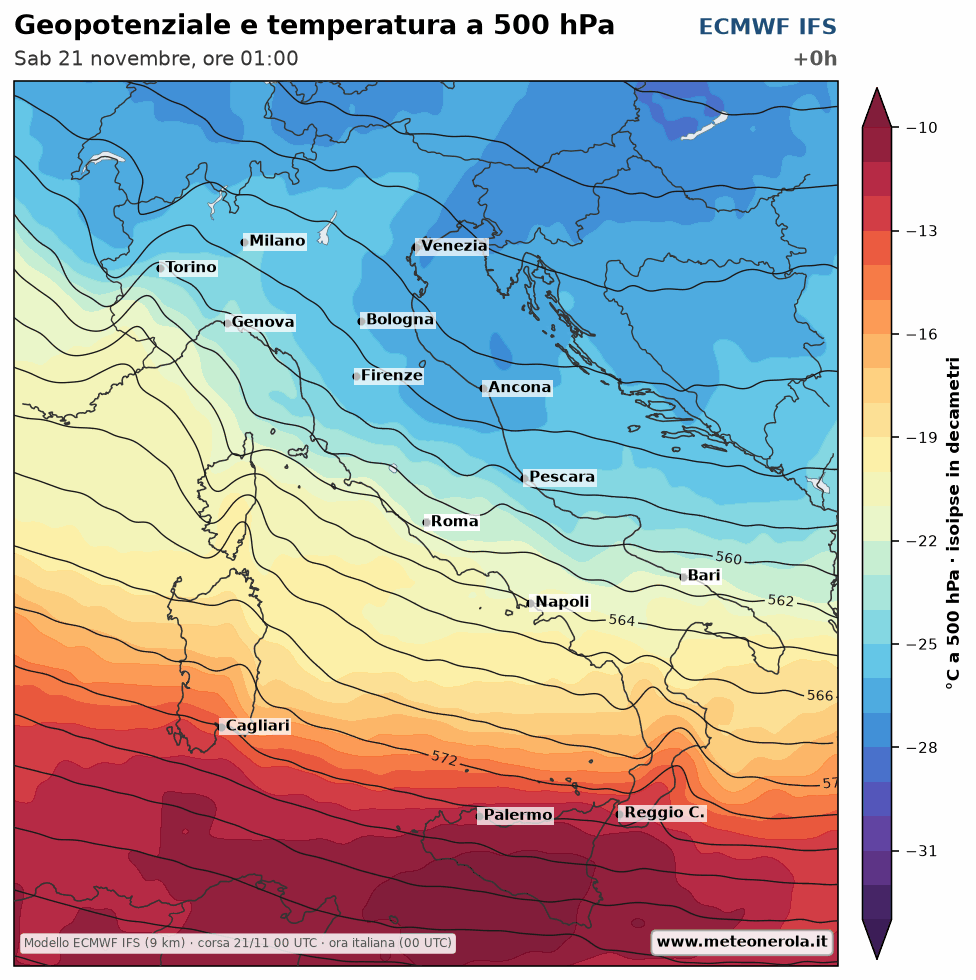 Geopotenziale e temperatura a 500 hPa
ECMWF IFS
Sab 21 novembre, ore 01:00
+0h
Milano
Venezia
Torino
Genova
Bologna
Firenze
Ancona
Pescara
Roma
560
Bari
Napoli
562
564
566
Cagliari
572
57
Palermo
Reggio C.
−10
−13
−16
−19
−22
−25
−28
−31
°C a 500 hPa · isoipse in decametri
Modello ECMWF IFS (9 km) · corsa 21/11 00 UTC · ora italiana (00 UTC)
www.meteonerola.it